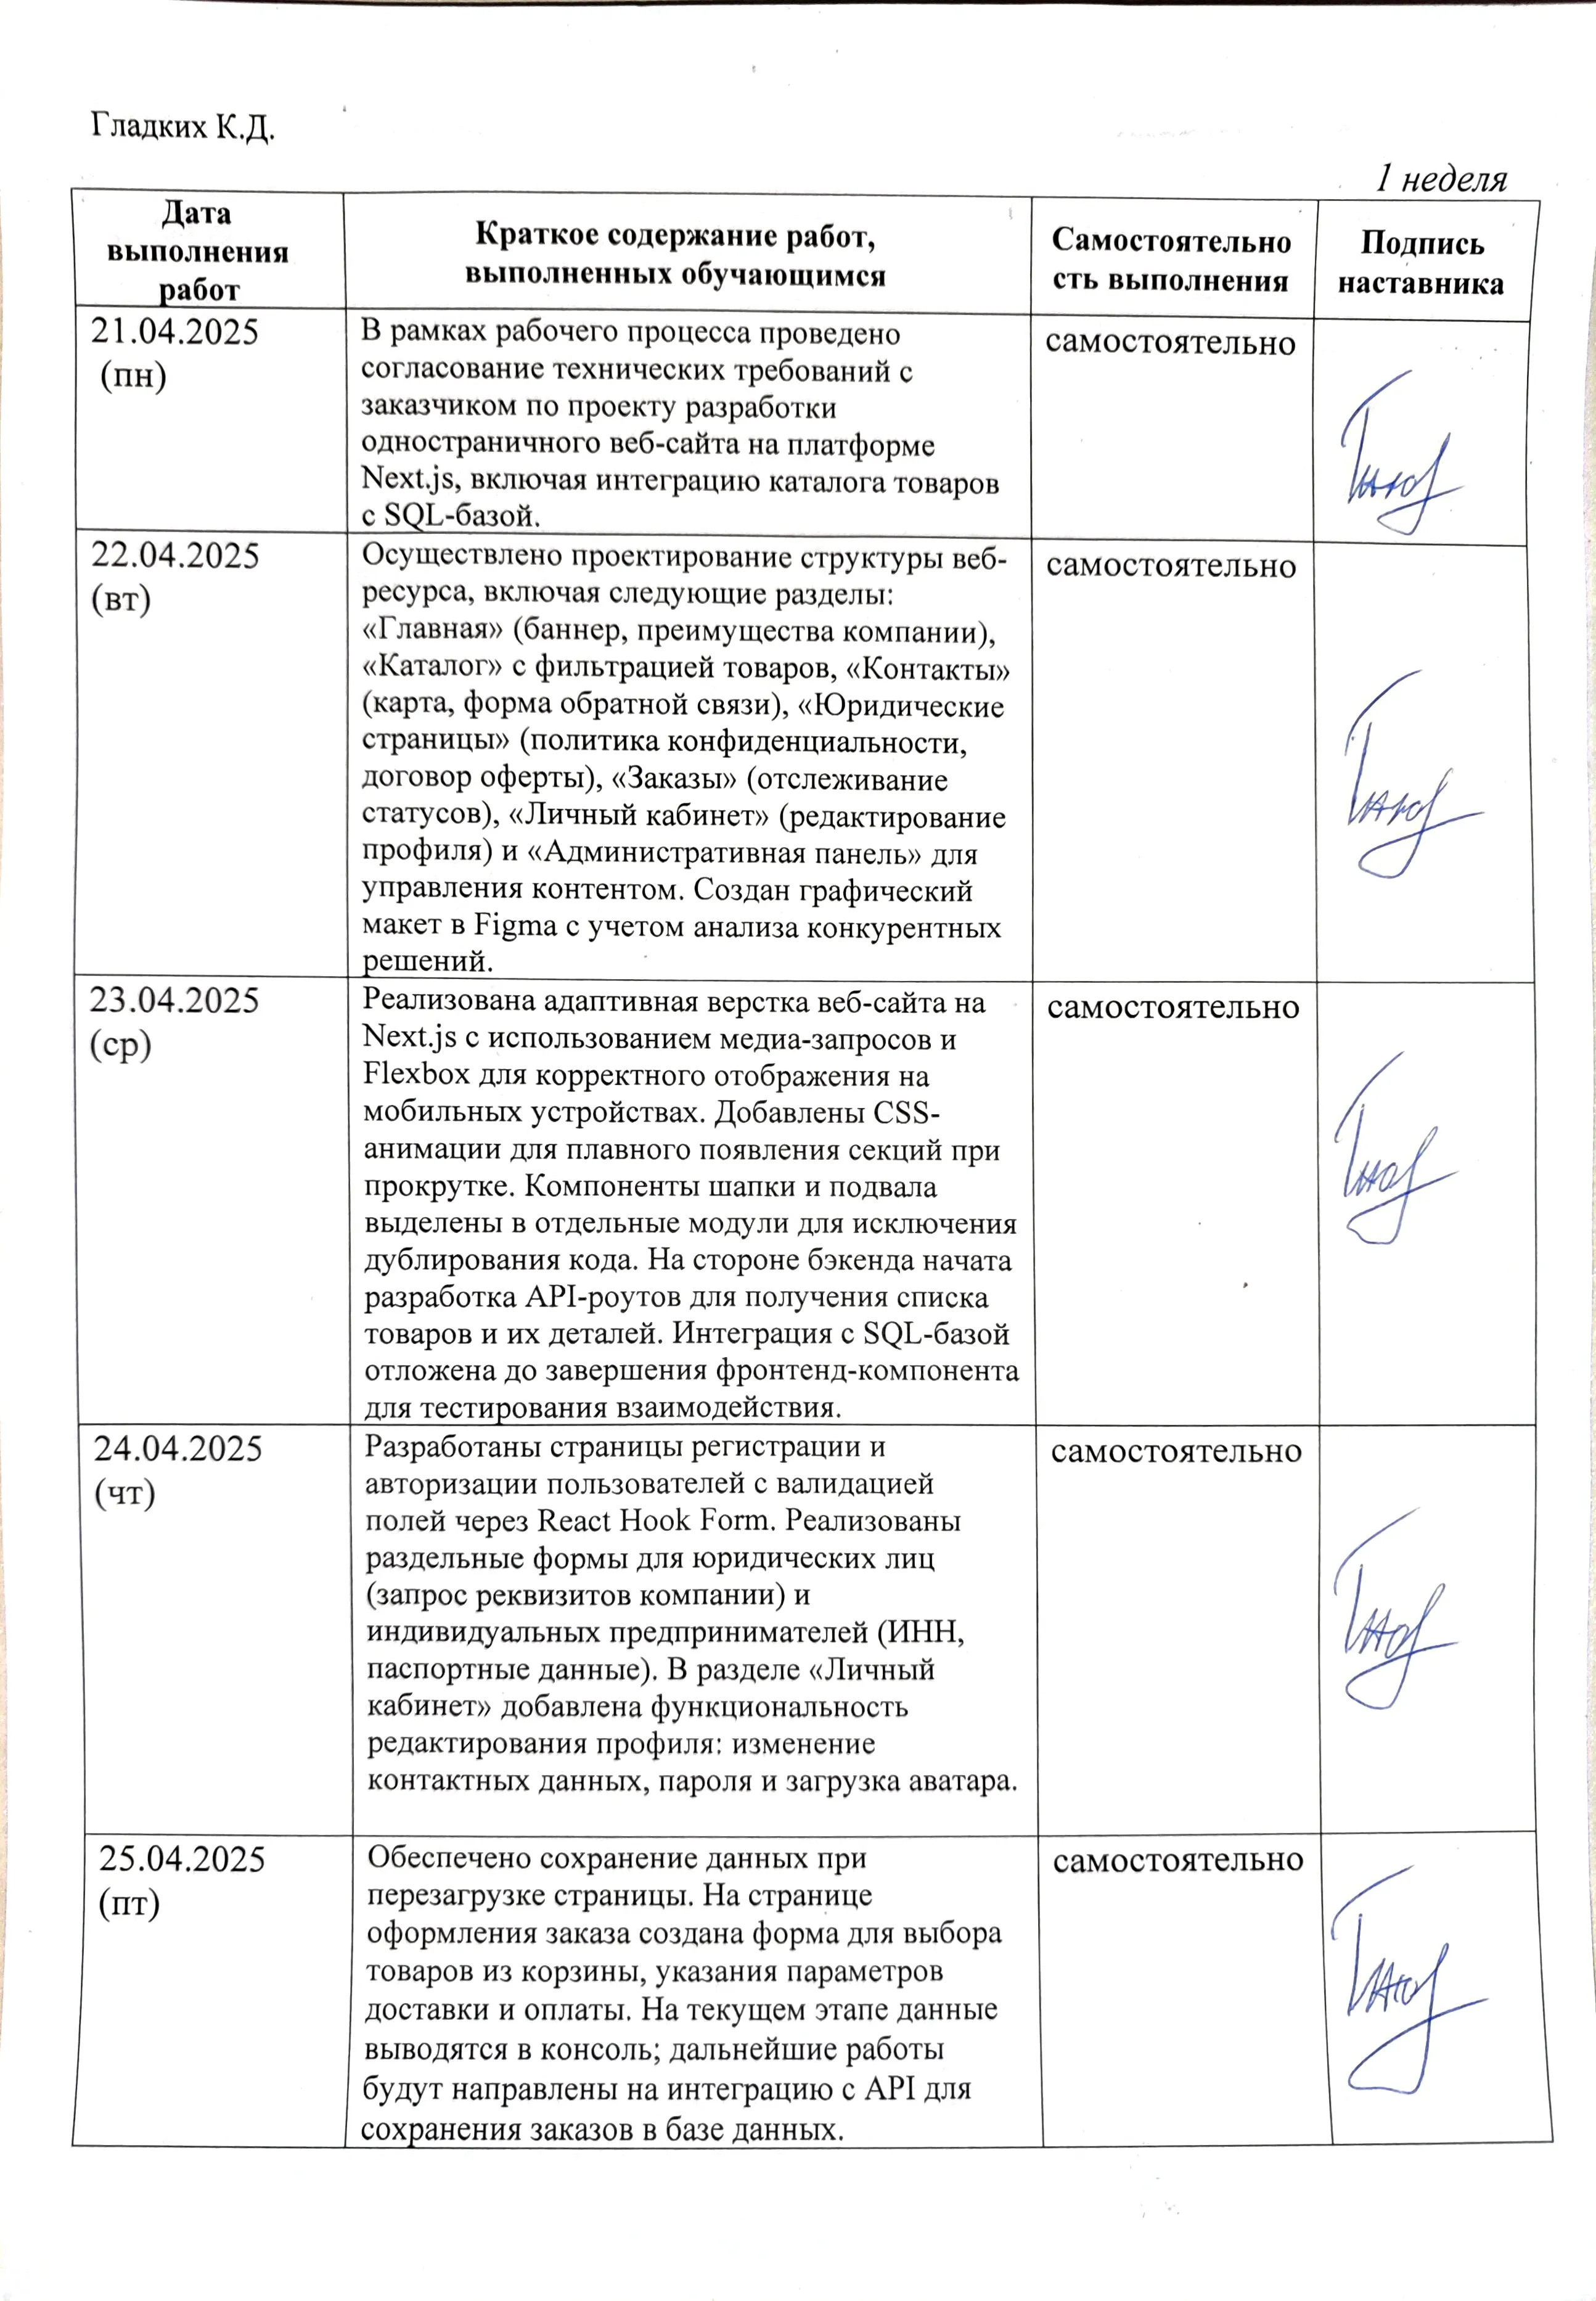 Гладких К.Д.
1 неделя
Дата
выполнения
работ
Краткое содержание работ,
выполненных обучающимся
Самостоятельно
сть выполнения
Подпись
наставника
21.04.2025
(пн)
В рамках рабочего процесса проведено
согласование технических требований с
заказчиком по проекту разработки
одностраничного веб-сайта на платформе
Next.js, включая интеграцию каталога товаров
с SQL-базой.
самостоятельно
22.04.2025
(вт)
Осуществлено проектирование структуры веб-
ресурса, включая следующие разделы:
«Главная» (баннер, преимущества компании),
«Каталог» с фильтрацией товаров, «Контакты»
(карта, форма обратной связи), «Юридические
страницы» (политика конфиденциальности,
договор оферты), «Заказы» (отслеживание
статусов), «Личный кабинет» (редактирование
профиля) и «Административная панель» для
управления контентом. Создан графический
макет в Figma с учетом анализа конкурентных
решений.
самостоятельно
23.04.2025
(ср)
Реализована адаптивная верстка веб-сайта на
Next.js с использованием медиа-запросов и
Flexbox для корректного отображения на
мобильных устройствах. Добавлены CSS-
анимации для плавного появления секций при
прокрутке. Компоненты шапки и подвала
выделены в отдельные модули для исключения
дублирования кода. На стороне бэкенда начата
разработка API-роутов для получения списка
товаров и их деталей. Интеграция с SQL-базой
отложена до завершения фронтенд-компонента
для тестирования взаимодействия.
самостоятельно
24.04.2025
(чт)
Разработаны страницы регистрации и
авторизации пользователей с валидацией
полей через React Hook Form. Реализованы
раздельные формы для юридических лиц
(запрос реквизитов компании) и
индивидуальных предпринимателей (ИНН,
паспортные данные). В разделе «Личный
кабинет» добавлена функциональность
редактирования профиля: изменение
контактных данных, пароля и загрузка аватара.
самостоятельно
25.04.2025
(пт)
Обеспечено сохранение данных при
перезагрузке страницы. На странице
оформления заказа создана форма для выбора
товаров из корзины, указания параметров
доставки и оплаты. На текущем этапе данные
выводятся в консоль; дальнейшие работы
будут направлены на интеграцию с API для
сохранения заказов в базе данных.
самостоятельно